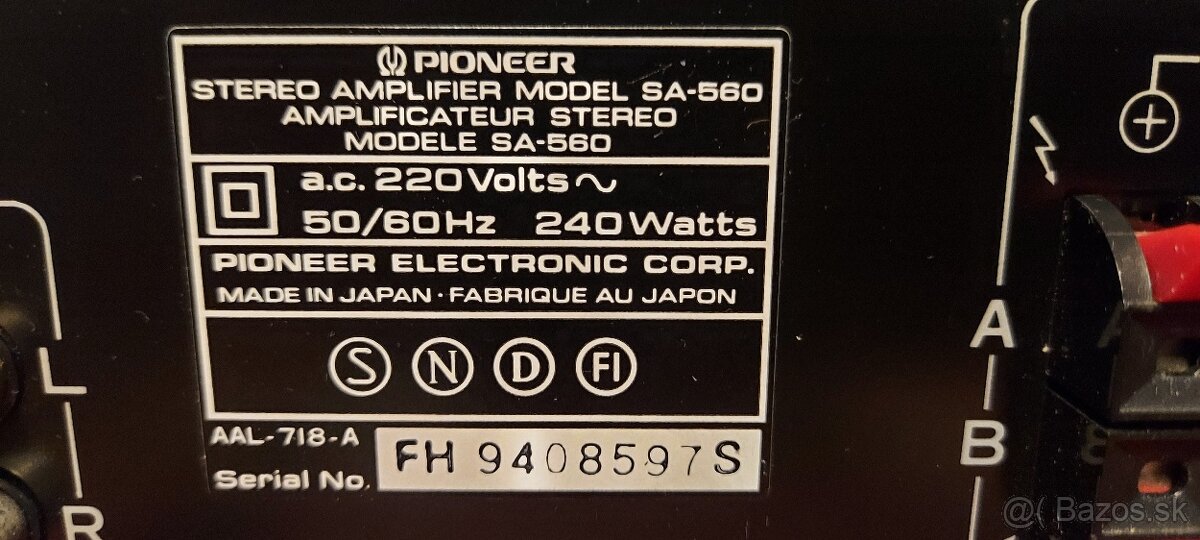 PIONEER
STEREO AMPLIFIER MODEL SA-560
AMPLIFICATEUR STEREO
MODELE SA-560
a.c. 220 Volts ~
50/60Hz 240 Watts
PIONEER ELECTRONIC CORP.
MADE IN JAPAN · FABRIQUE AU JAPON
S N D FI
AAL-718-A
Serial No. FH 9408597S
L
R
A
B
@( Bazos.sk